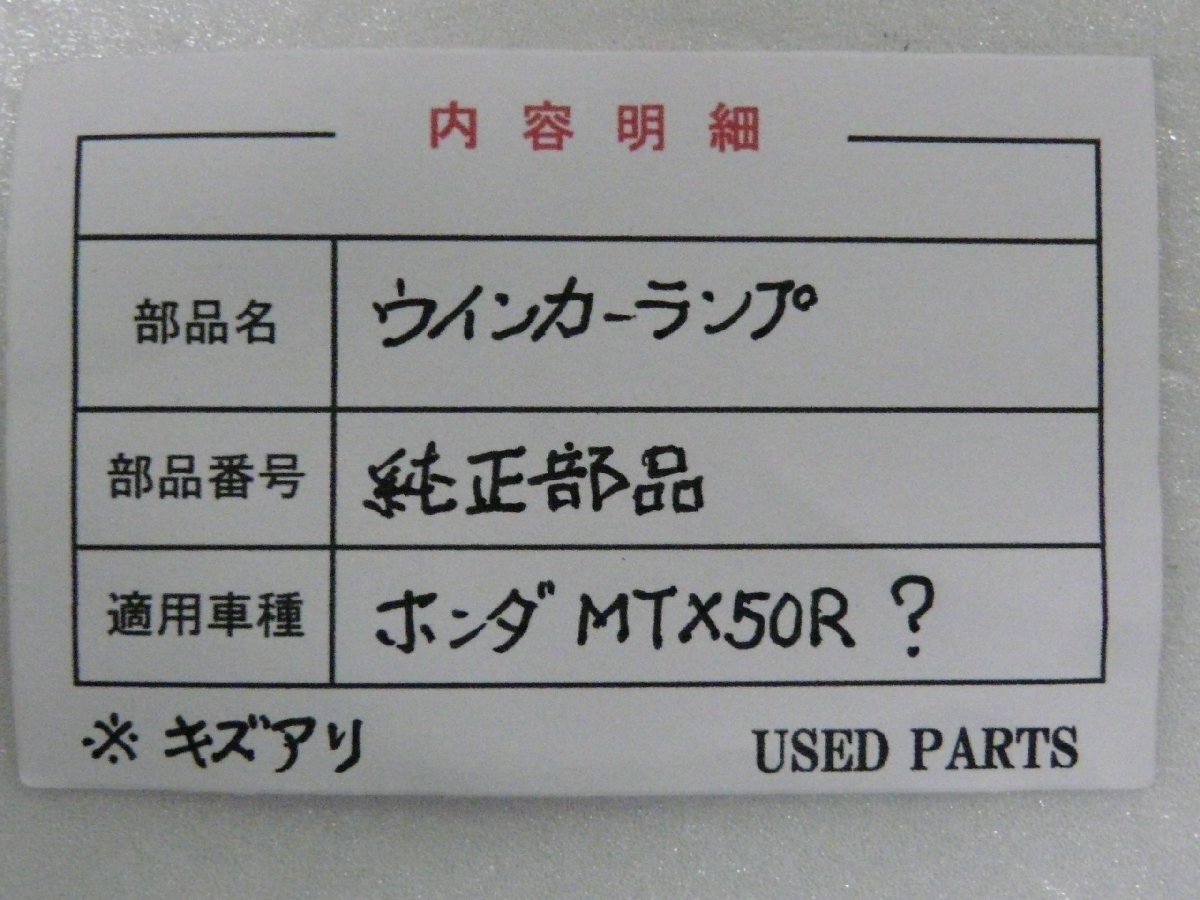 内容明細
部品名 ウインカーランプ
部品番号 純正部品
適用車種 ホンダ MTX50R ?
※ キズアリ USED PARTS